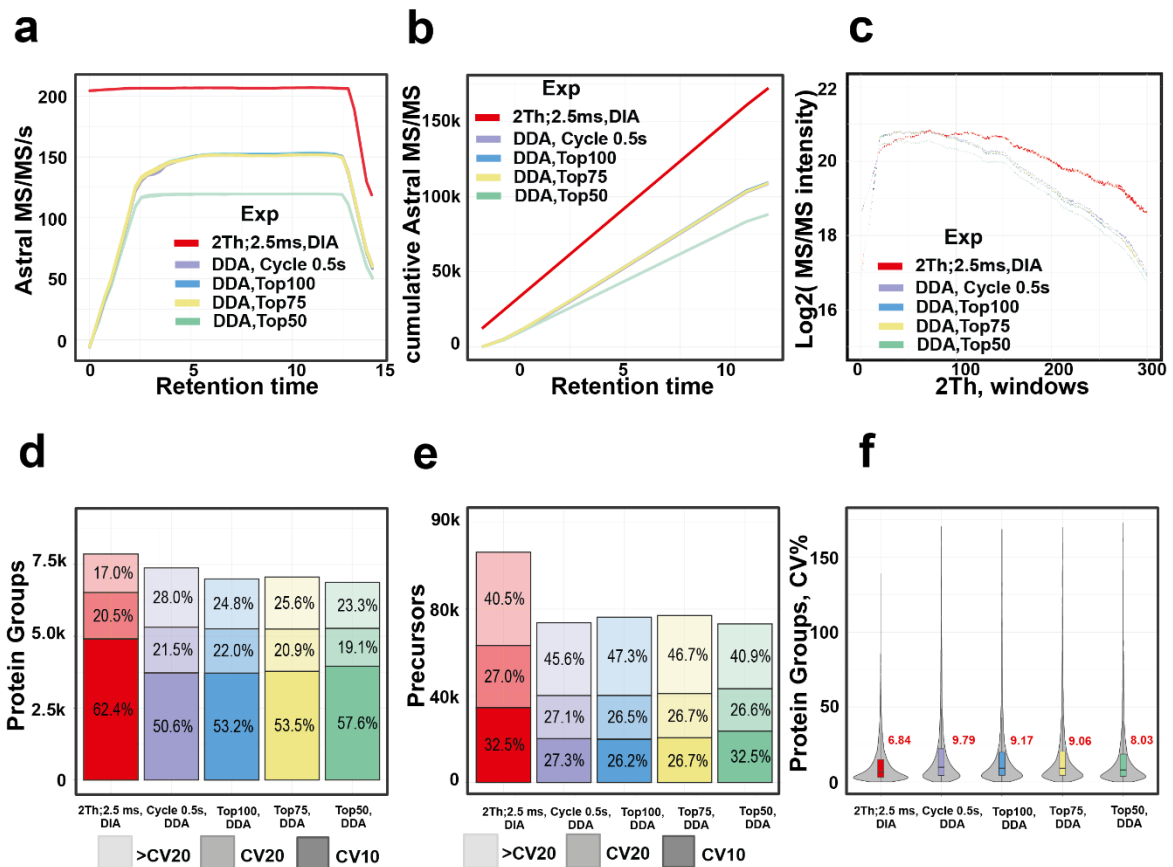 a
Astral MS/MS/s
200
150
100
50
0
Exp
2Th;2.5ms,DIA
DDA, Cycle 0.5s
DDA,Top100
DDA,Top75
DDA,Top50
0 5 10 15
Retention time
b
cumulative Astral MS/MS
150k
100k
50k
0
Exp
2Th;2.5ms,DIA
DDA, Cycle 0.5s
DDA,Top100
DDA,Top75
DDA,Top50
0 5 10
Retention time
c
Log2( MS/MS intensity)
22
20
18
16
Exp
2Th;2.5ms,DIA
DDA, Cycle 0.5s
DDA,Top100
DDA,Top75
DDA,Top50
0 100 200 300
2Th, windows
d
Protein Groups
7.5k
5.0k
2.5k
0
17.0% 28.0% 24.8% 25.6% 23.3%
20.5% 21.5% 22.0% 20.9% 19.1%
62.4% 50.6% 53.2% 53.5% 57.6%
2Th;2.5 ms, Cycle 0.5s, Top100, Top75, Top50,
DIA DDA DDA DDA DDA
e
Precursors
90k
80k
40k
0
40.5% 45.6% 47.3% 46.7% 40.9%
27.0% 27.1% 26.5% 26.7% 26.6%
32.5% 27.3% 26.2% 26.7% 32.5%
2Th;2.5 ms, Cycle 0.5s, Top100, Top75, Top50,
DIA DDA DDA DDA DDA
f
Protein Groups, CV%
150
100
50
0
6.84 9.79 9.17 9.06 8.03
2Th;2.5 ms, Cycle 0.5s, Top100, Top75, Top50,
DIA DDA DDA DDA DDA
>CV20 CV20 CV10
>CV20 CV20 CV10